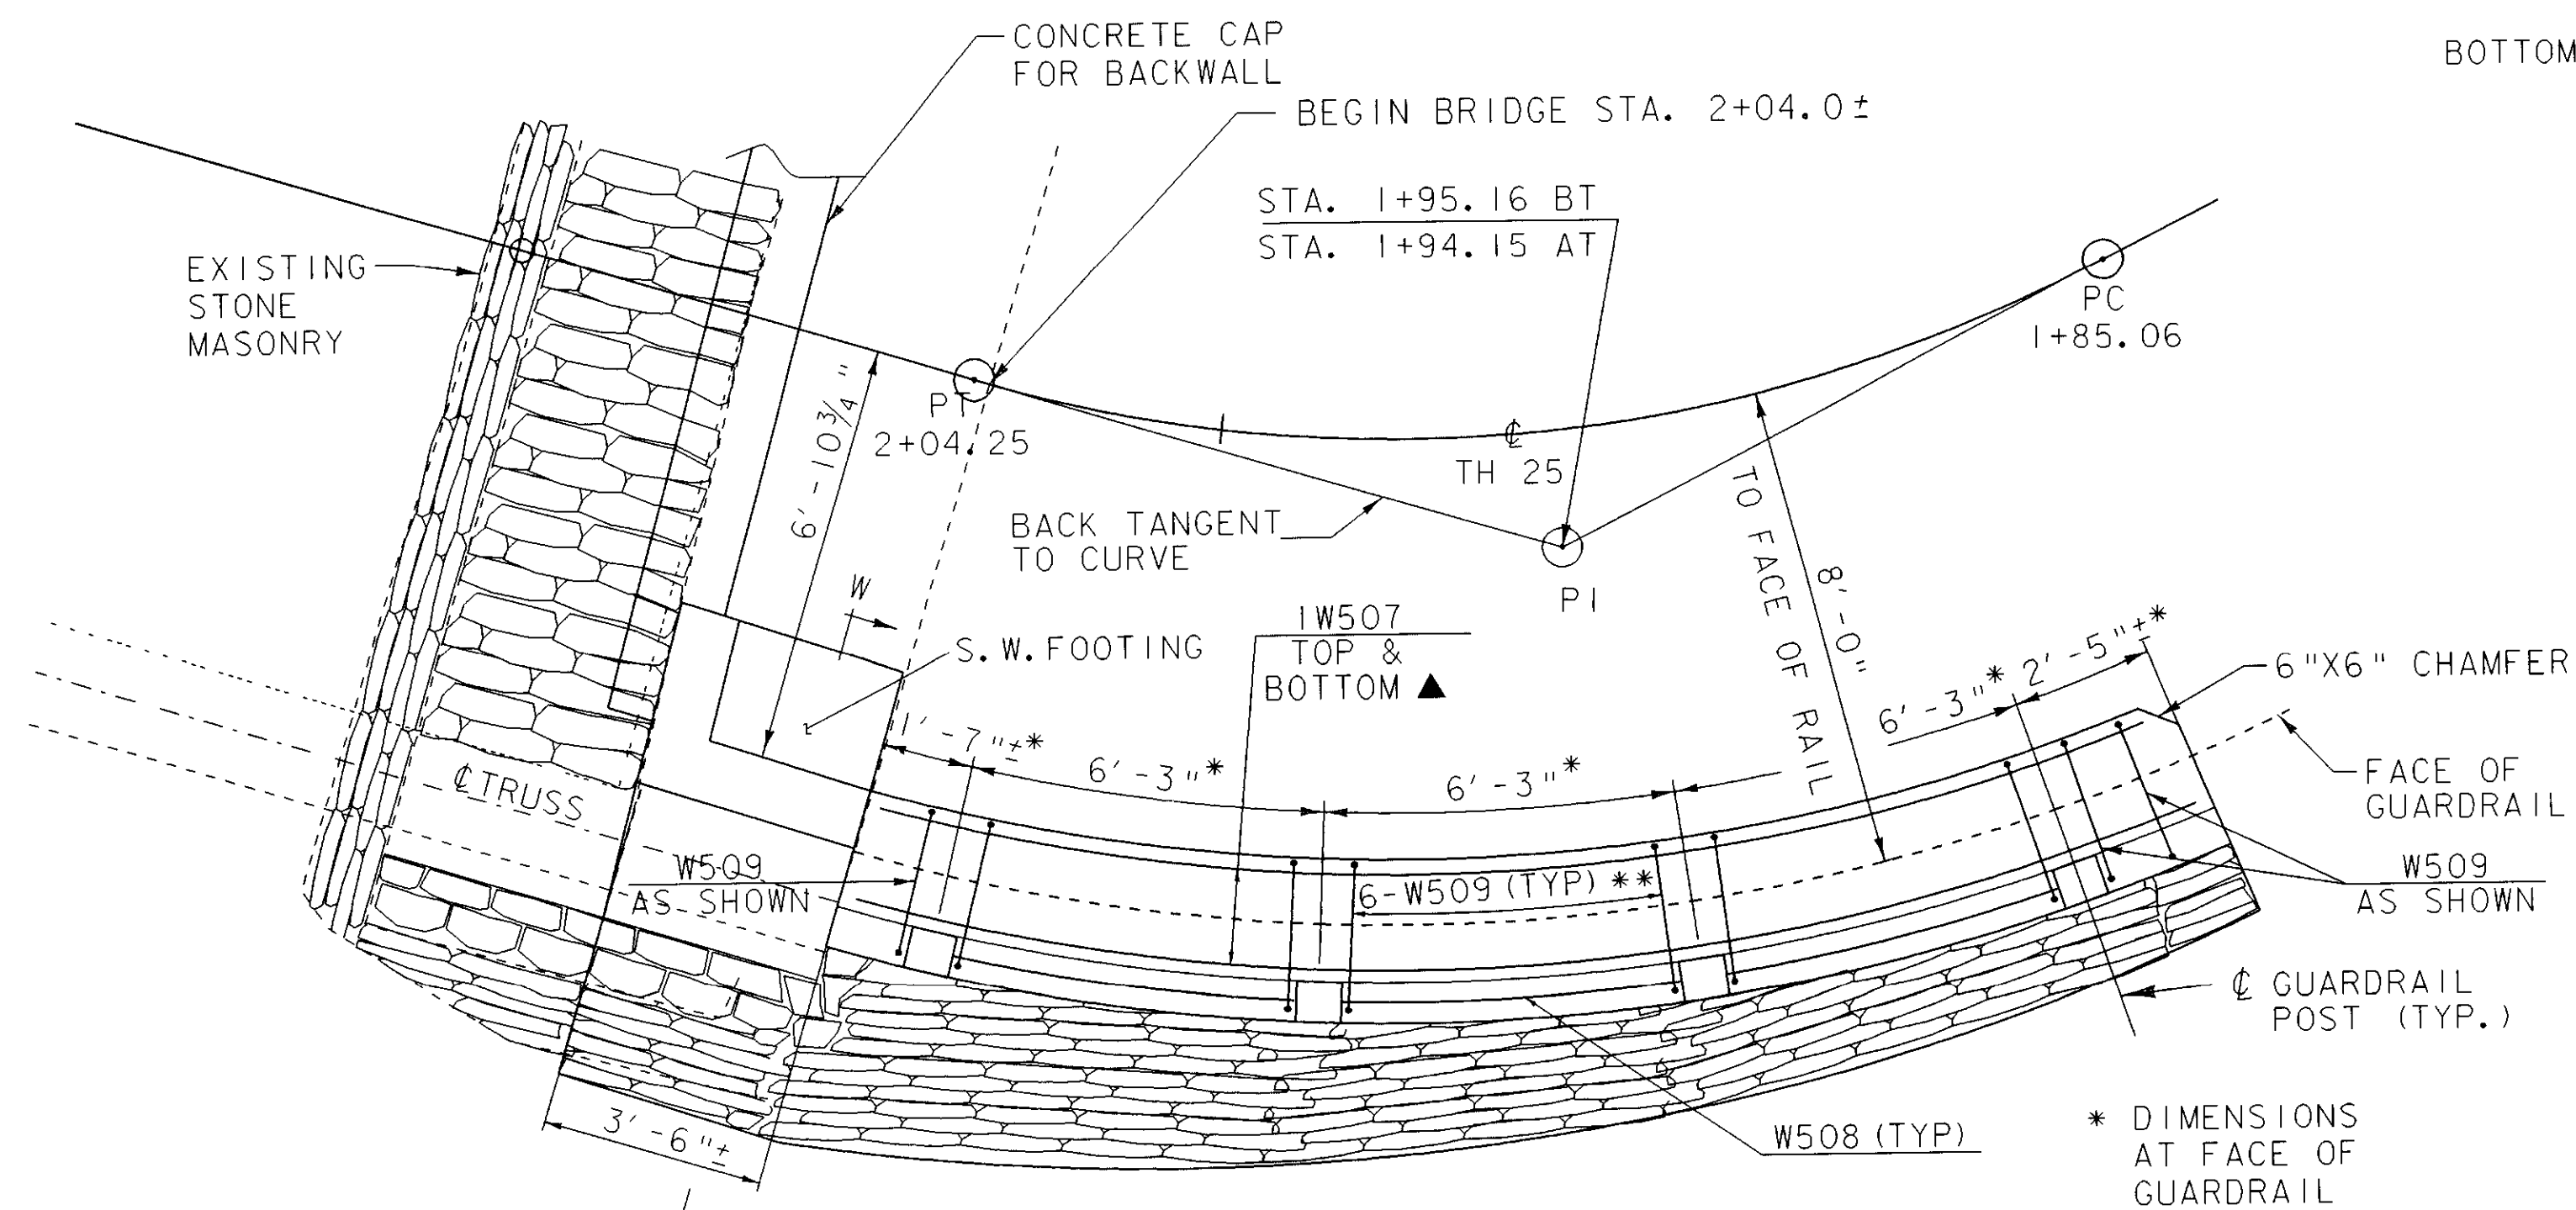 CONCRETE CAP
FOR BACKWALL
BOTTOM
BEGIN BRIDGE STA. 2+04.0±
STA. 1+95.16 BT
STA. 1+94.15 AT
EXISTING
STONE
MASONRY
PC
1+85.06
PT
2+04.25
6'-10¾"
℄
TH 25
BACK TANGENT
TO CURVE
TO FACE OF RAIL
8'-0"
PI
W
S.W. FOOTING
1W507
TOP &
BOTTOM ▲
6'-3"*
2'-5"±*
6"X6" CHAMFER
1'-7"±*
6'-3"*
6'-3"*
FACE OF
GUARDRAIL
℄ TRUSS
W509
AS SHOWN
6-W509 (TYP) **
W509
AS SHOWN
℄ GUARDRAIL
POST (TYP.)
3'-6"±
W508 (TYP)
* DIMENSIONS
AT FACE OF
GUARDRAIL